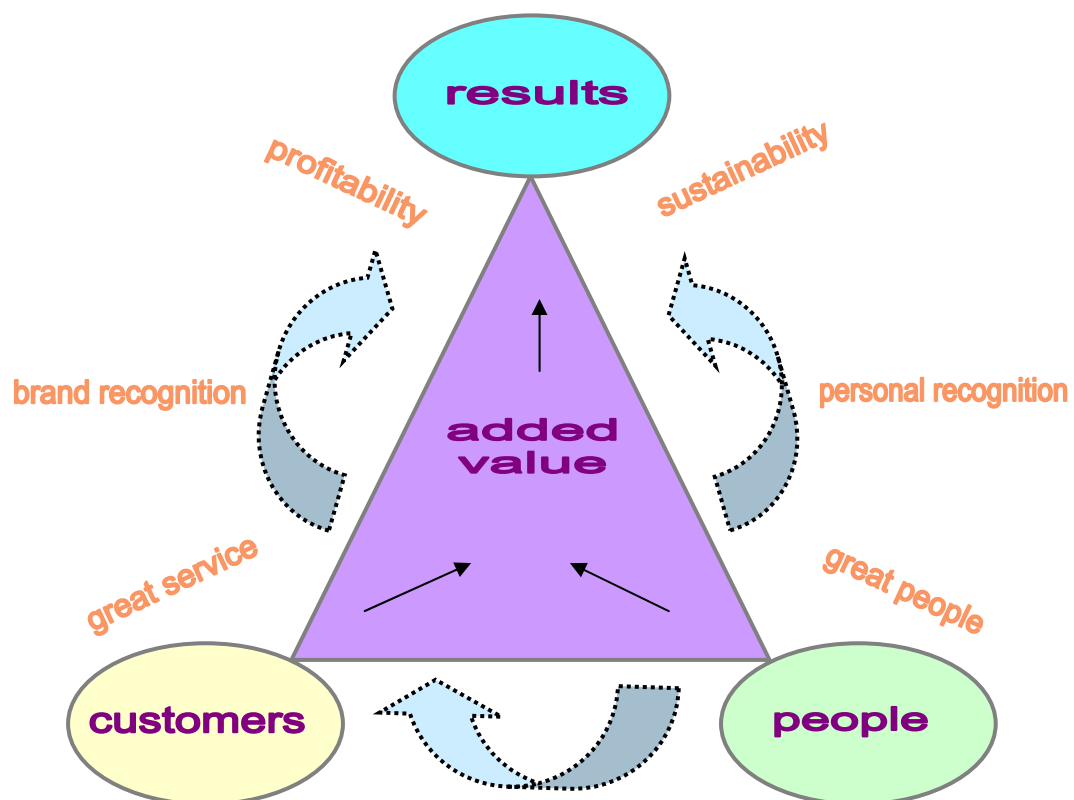 results
profitability
sustainability
brand recognition
personal recognition
added
value
great service
great people
customers
people